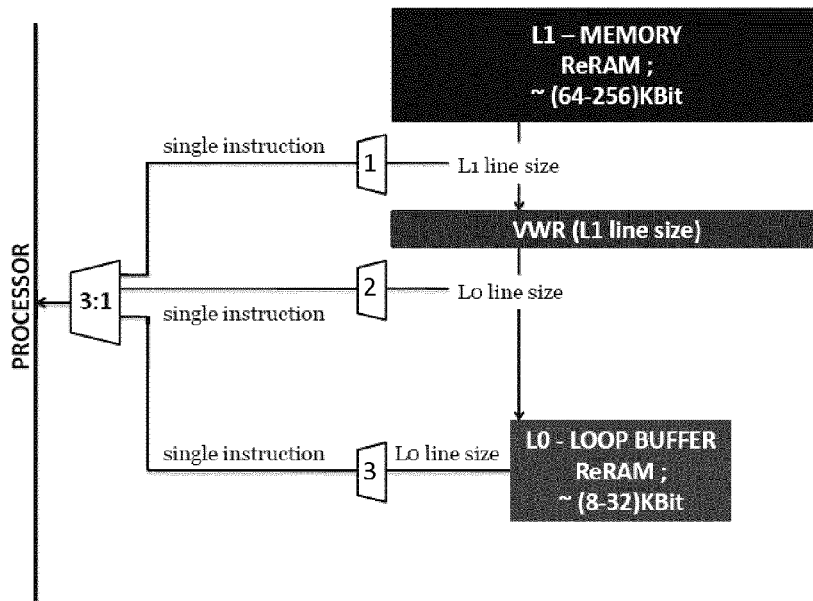 L1 – MEMORY
ReRAM ;
~ (64-256)KBit
single instruction
1
L1 line size
VWR (L1 line size)
PROCESSOR
3:1
2
L0 line size
single instruction
single instruction
3
L0 line size
L0 - LOOP BUFFER
ReRAM ;
~ (8-32)KBit